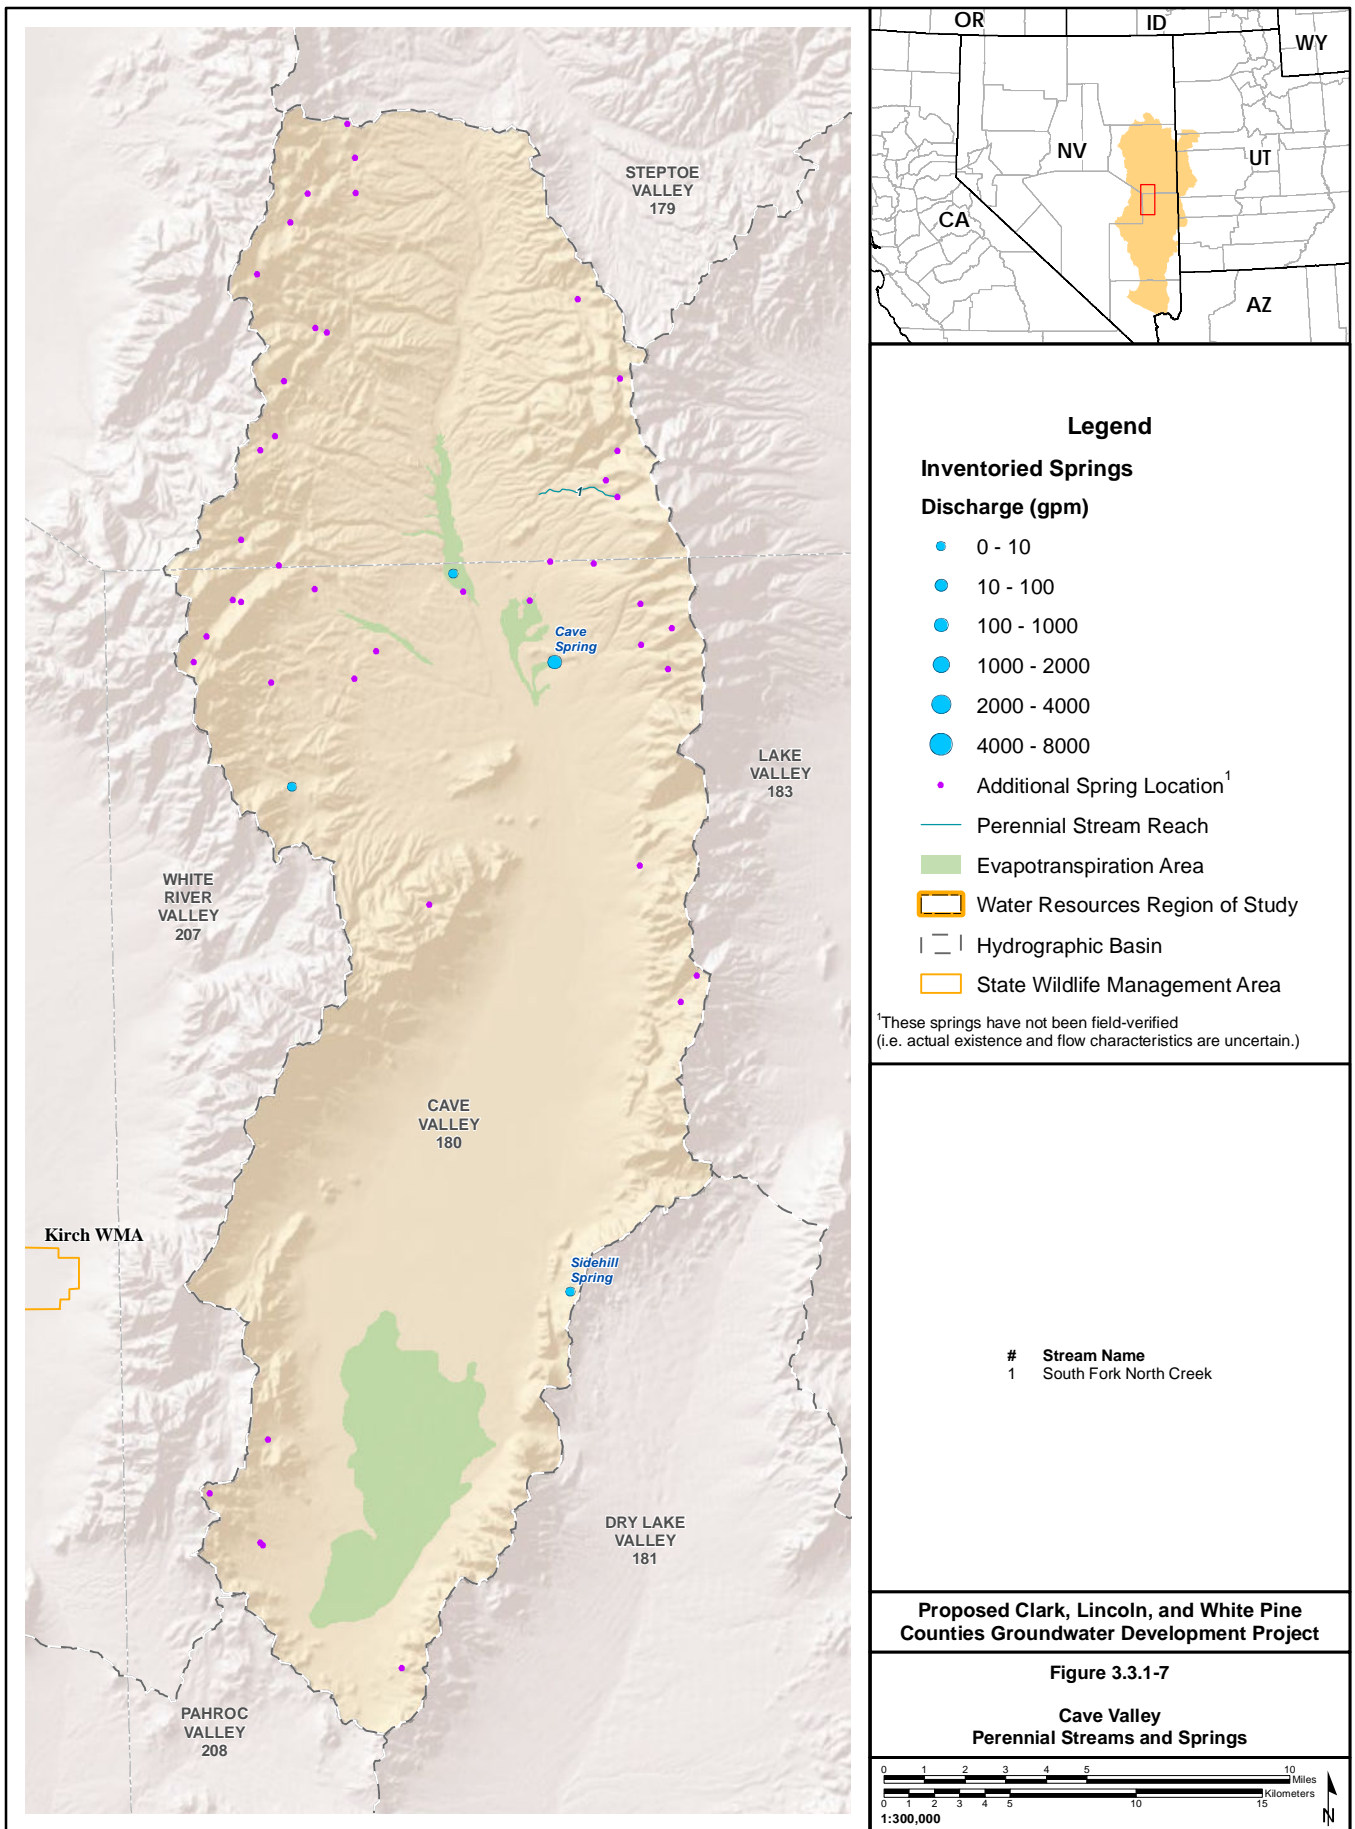 STEPTOE
VALLEY
179
1
Cave
Spring
LAKE
VALLEY
183
WHITE
RIVER
VALLEY
207
CAVE
VALLEY
180
Kirch WMA
Sidehill
Spring
DRY LAKE
VALLEY
181
PAHROC
VALLEY
208
OR
ID
WY
NV
UT
CA
AZ
Legend
Inventoried Springs
Discharge (gpm)
0 - 10
10 - 100
100 - 1000
1000 - 2000
2000 - 4000
4000 - 8000
Additional Spring Location1
Perennial Stream Reach
Evapotranspiration Area
Water Resources Region of Study
Hydrographic Basin
State Wildlife Management Area
1These springs have not been field-verified
(i.e. actual existence and flow characteristics are uncertain.)
# Stream Name
1 South Fork North Creek
Proposed Clark, Lincoln, and White Pine
Counties Groundwater Development Project
Figure 3.3.1-7
Cave Valley
Perennial Streams and Springs
0 1 2 3 4 5 10
Miles
Kilometers
0 1 2 3 4 5 10 15
1:300,000
N